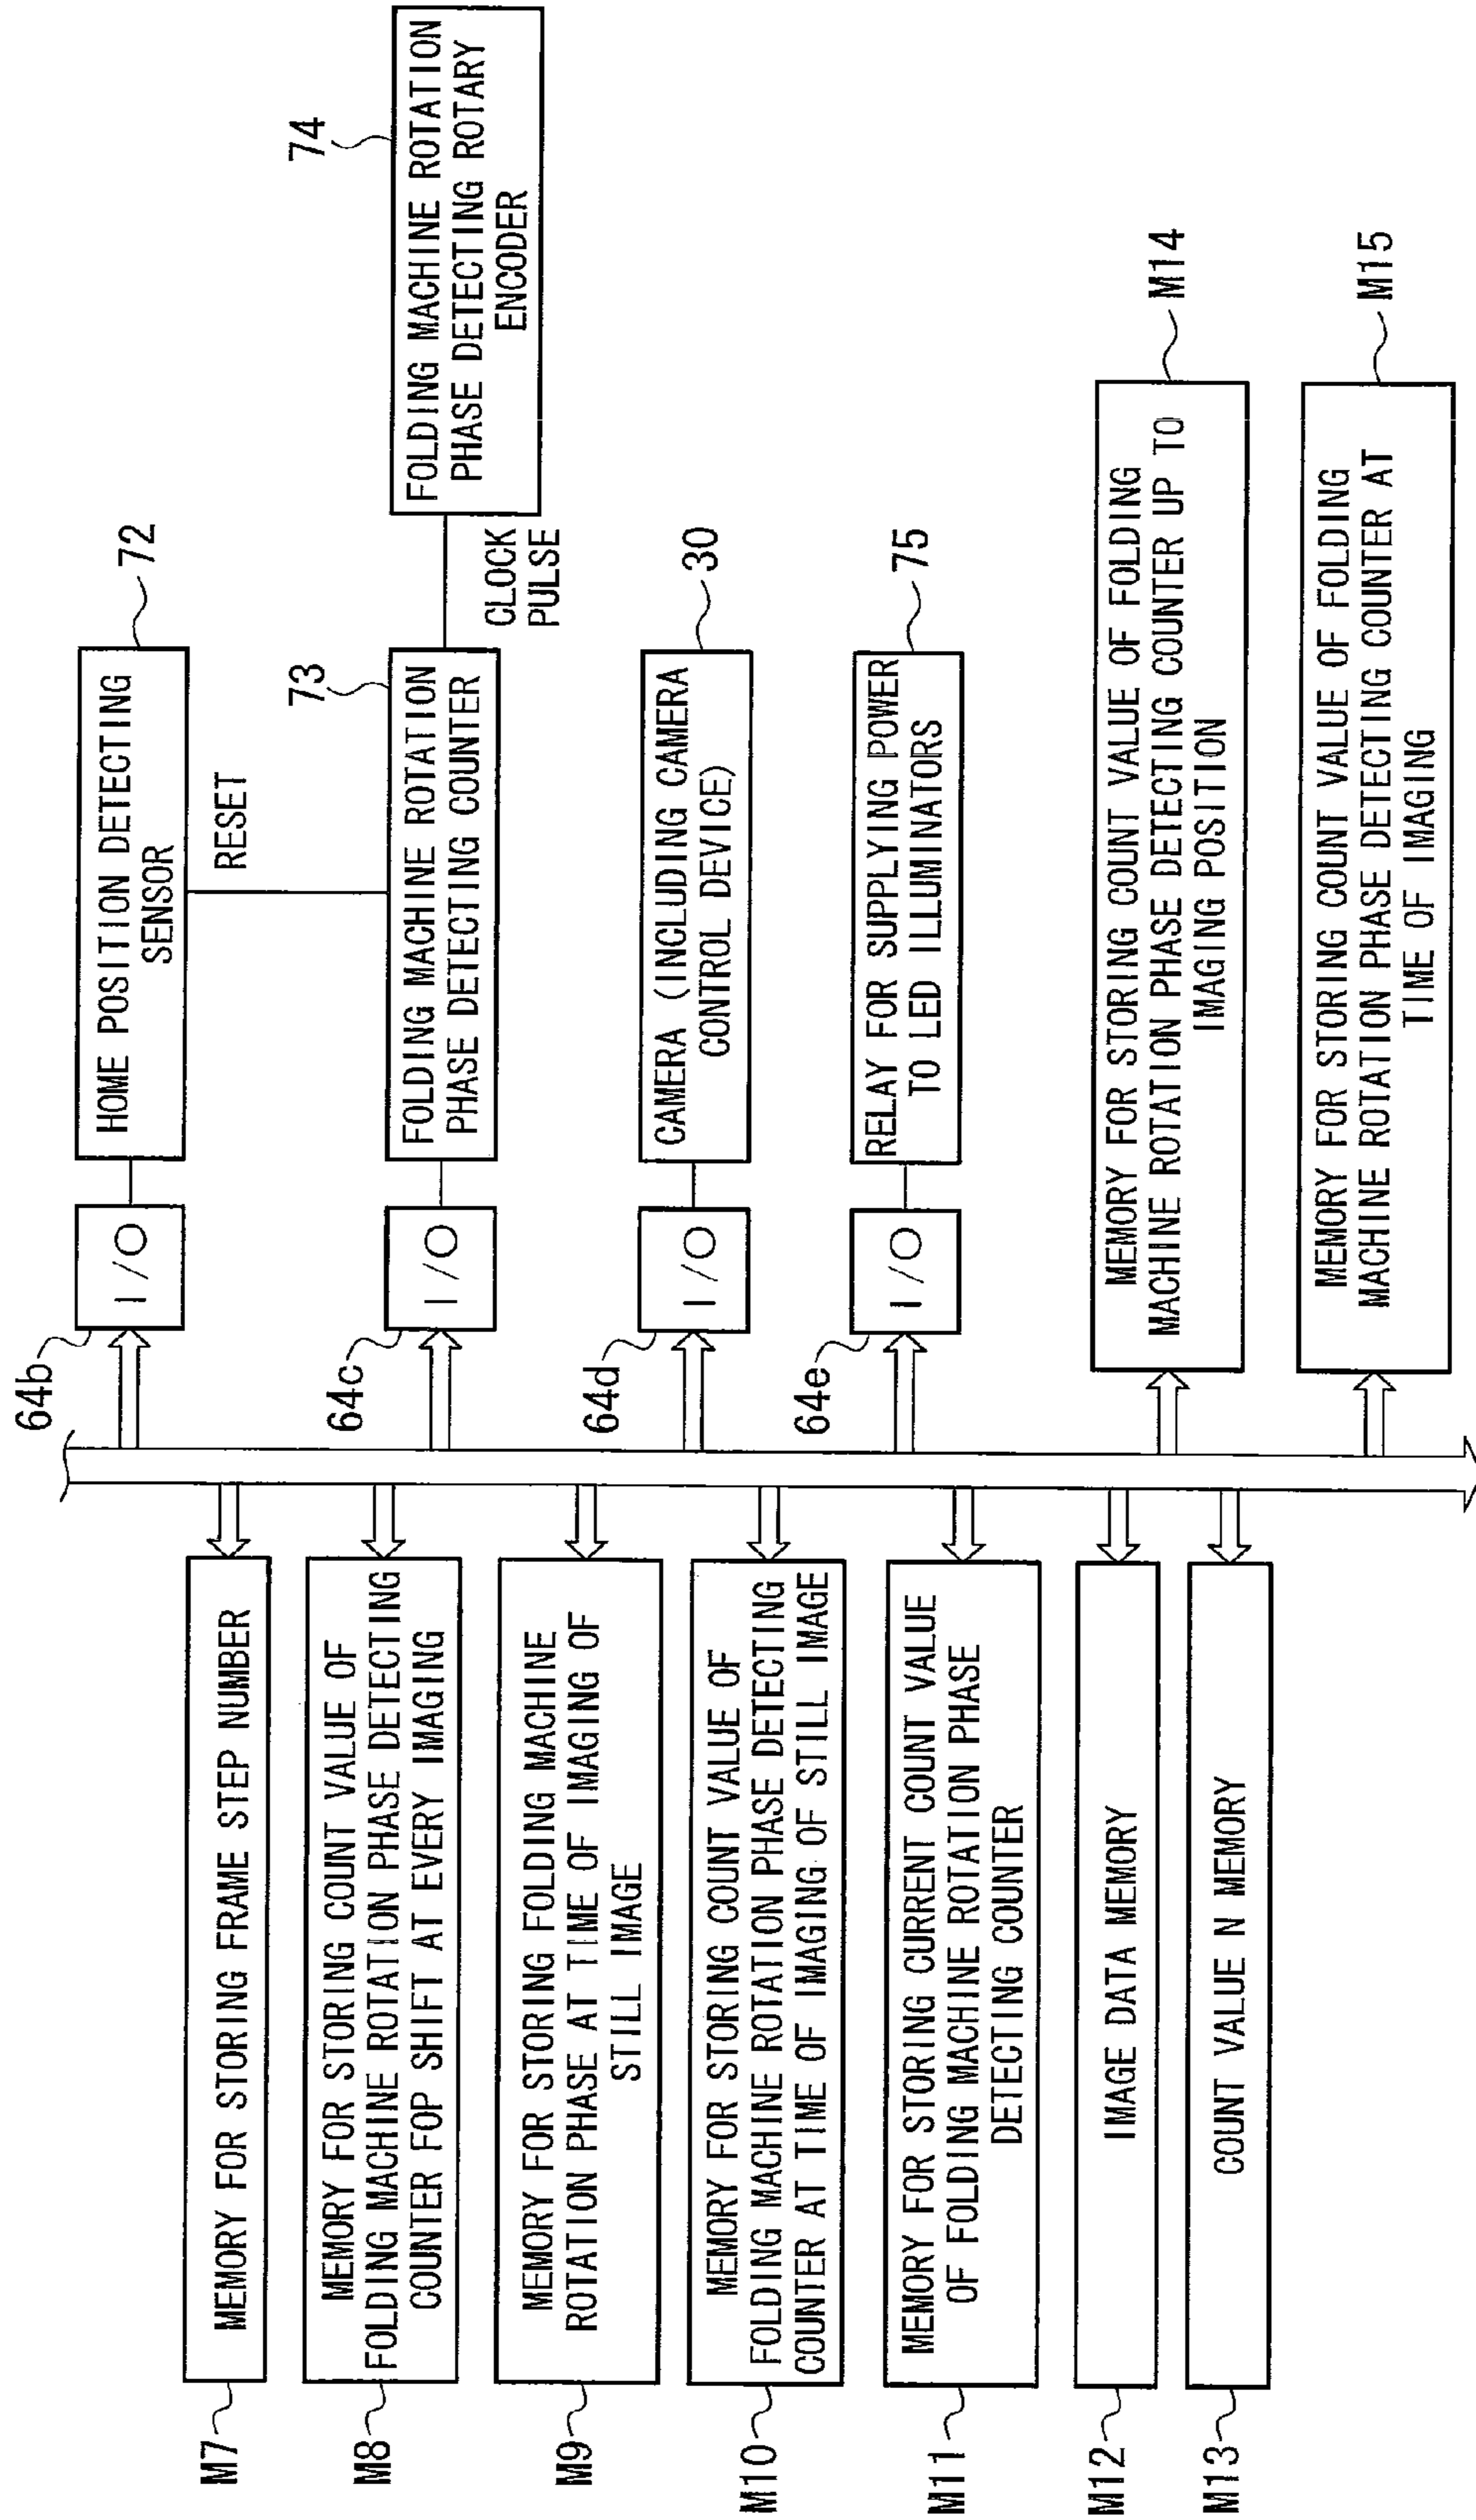 M7
MEMORY FOR STORING FRAME STEP NUMBER
M8
MEMORY FOR STORING COUNT VALUE OF
FOLDING MACHINE ROTATION PHASE DETECTING
COUNTER FOP SHIFT AT EVERY IMAGING
M9
MEMORY FOR STORING FOLDING MACHINE
ROTATION PHASE AT TIME OF IMAGING OF
STILL IMAGE
M10
MEMORY FOR STORING COUNT VALUE OF
FOLDING MACHINE ROTATION PHASE DETECTING
COUNTER AT TIME OF IMAGING OF STILL IMAGE
M11
MEMORY FOR STORING CURRENT COUNT VALUE
OF FOLDING MACHINE ROTATION PHASE
DETECTING COUNTER
M12
IMAGE DATA MEMORY
M13
COUNT VALUE N MEMORY
64b
I/O
HOME POSITION DETECTING
SENSOR
72
RESET
64c
I/O
FOLDING MACHINE ROTATION
PHASE DETECTING COUNTER
73
CLOCK
PULSE
FOLDING MACHINE ROTATION
PHASE DETECTING ROTARY
ENCODER
74
64d
I/O
CAMERA (INCLUDING CAMERA
CONTROL DEVICE)
30
64e
I/O
RELAY FOR SUPPLYING POWER
TO LED ILLUMINATORS
75
MEMORY FOR STORING COUNT VALUE OF FOLDING
MACHINE ROTATION PHASE DETECTING COUNTER UP TO
IMAGING POSITION
M14
MEMORY FOR STORING COUNT VALUE OF FOLDING
MACHINE ROTATION PHASE DETECTING COUNTER AT
TIME OF IMAGING
M15